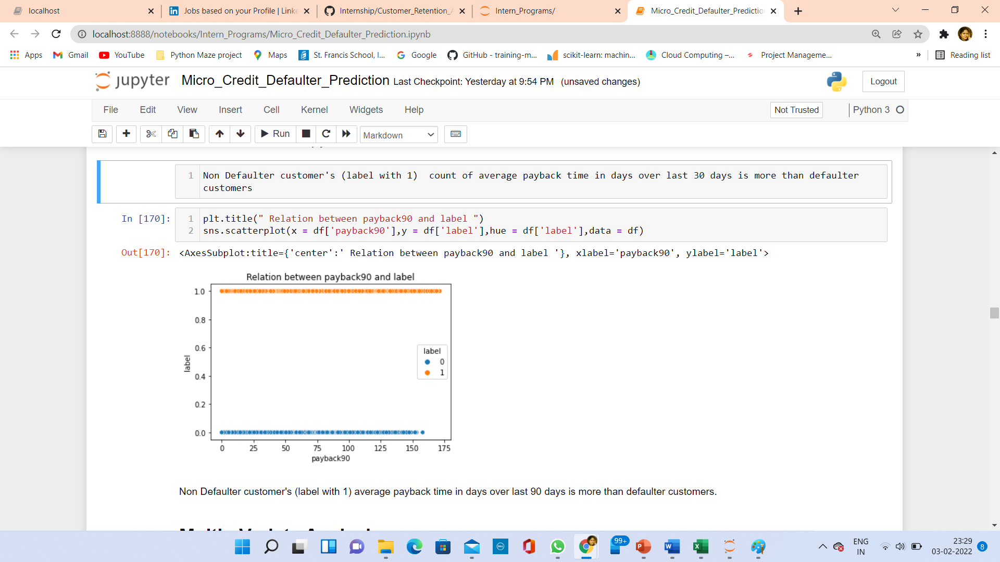 localhost
Jobs based on your Profile | Linke
Internship/Customer_Retention_A
Intern_Programs/
Micro_Credit_Defaulter_Predictio
localhost:8888/notebooks/Intern_Programs/Micro_Credit_Defaulter_Prediction.ipynb
Apps
Gmail
YouTube
Python Maze project
Maps
St. Francis School, I...
Google
GitHub - training-m...
scikit-learn: machin...
Cloud Computing –...
Project Manageme...
»
Reading list
jupyter Micro_Credit_Defaulter_Prediction Last Checkpoint: Yesterday at 9:54 PM (unsaved changes)
Logout
File Edit View Insert Cell Kernel Widgets Help
Not Trusted
Python 3
Run
Markdown
1 Non Defaulter customer's (label with 1)  count of average payback time in days over last 30 days is more than defaulter
customers
In [170]:
1 plt.title(" Relation between payback90 and label ")
2 sns.scatterplot(x = df['payback90'],y = df['label'],hue = df['label'],data = df)
Out[170]: <AxesSubplot:title={'center':' Relation between payback90 and label '}, xlabel='payback90', ylabel='label'>
Relation between payback90 and label
1.0
0.8
0.6
0.4
0.2
0.0
label
label
0
1
0 25 50 75 100 125 150 175
payback90
Non Defaulter customer's (label with 1) average payback time in days over last 90 days is more than defaulter customers.
99+
ENG
IN
23:29
03-02-2022
8